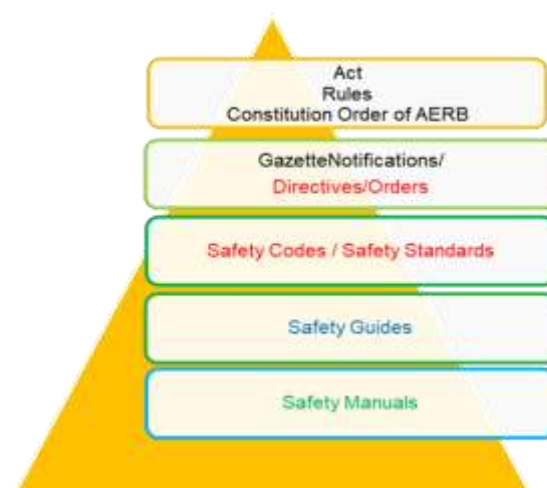 Act
Rules
Constitution Order of AERB
GazetteNotifications/
Directives/Orders
Safety Codes / Safety Standards
Safety Guides
Safety Manuals